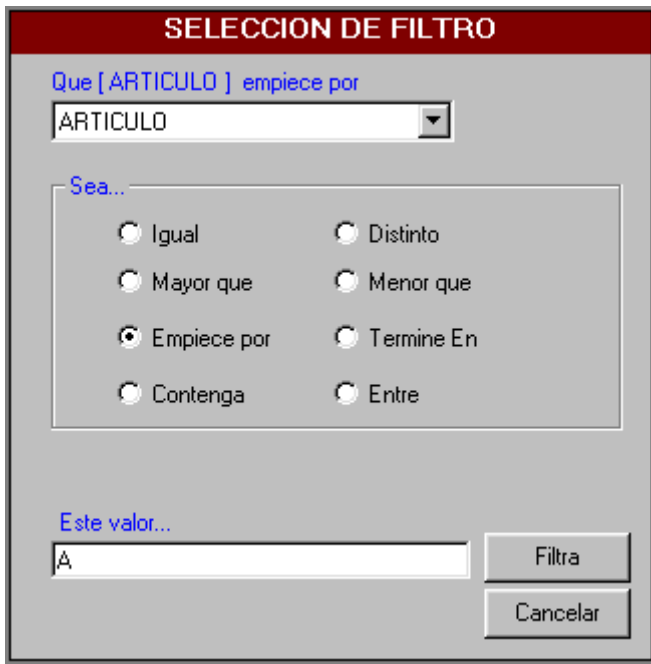 SELECCION DE FILTRO
Que [ ARTICULO ] empiece por
ARTICULO
Sea...
Igual
Distinto
Mayor que
Menor que
Empiece por
Termine En
Contenga
Entre
Este valor...
A
Filtra
Cancelar